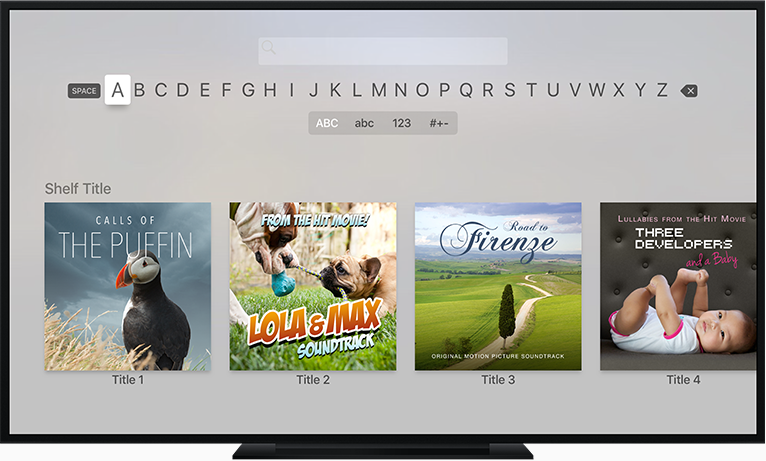 SPACE A B C D E F G H I J K L M N O P Q R S T U V W X Y Z
ABC abc 123 #+-
Shelf Title
CALLS OF
THE PUFFIN
FROM THE HIT MOVIE!
LOLA & MAX
SOUNDTRACK
Road to
Firenze
ORIGINAL MOTION PICTURE SOUNDTRACK
LULLABIES FROM THE HIT MOVIE
THREE
DEVELOPERS
and a Baby
Title 1
Title 2
Title 3
Title 4